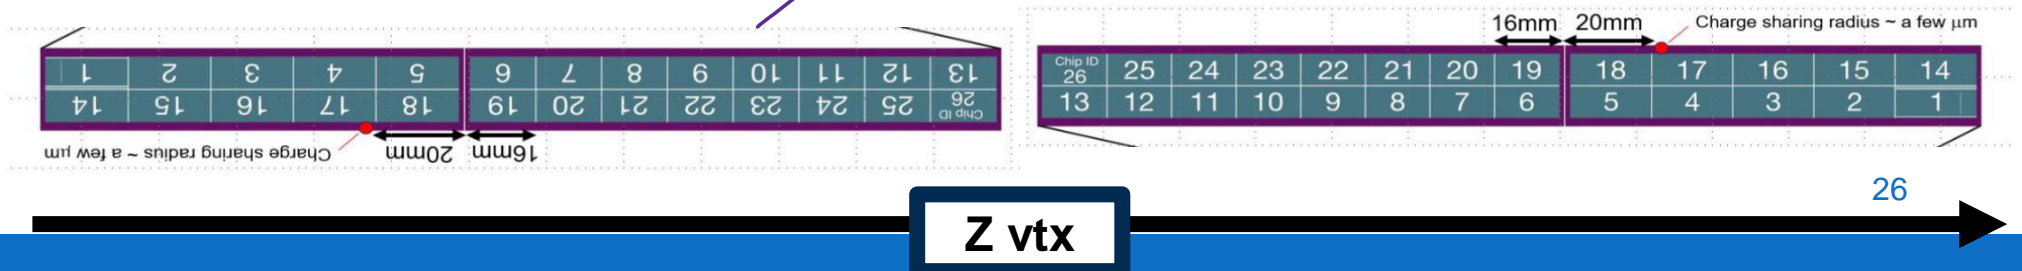 1 2 3 4 5 6 7 8 9 10 11 12 13
14 15 16 17 18 19 20 21 22 23 24 25 Chip ID 26
Charge sharing radius ~ a few μm
20mm 16mm
16mm 20mm Charge sharing radius ~ a few μm
Chip ID
26 25 24 23 22 21 20 19 18 17 16 15 14
13 12 11 10 9 8 7 6 5 4 3 2 1
26
Z vtx